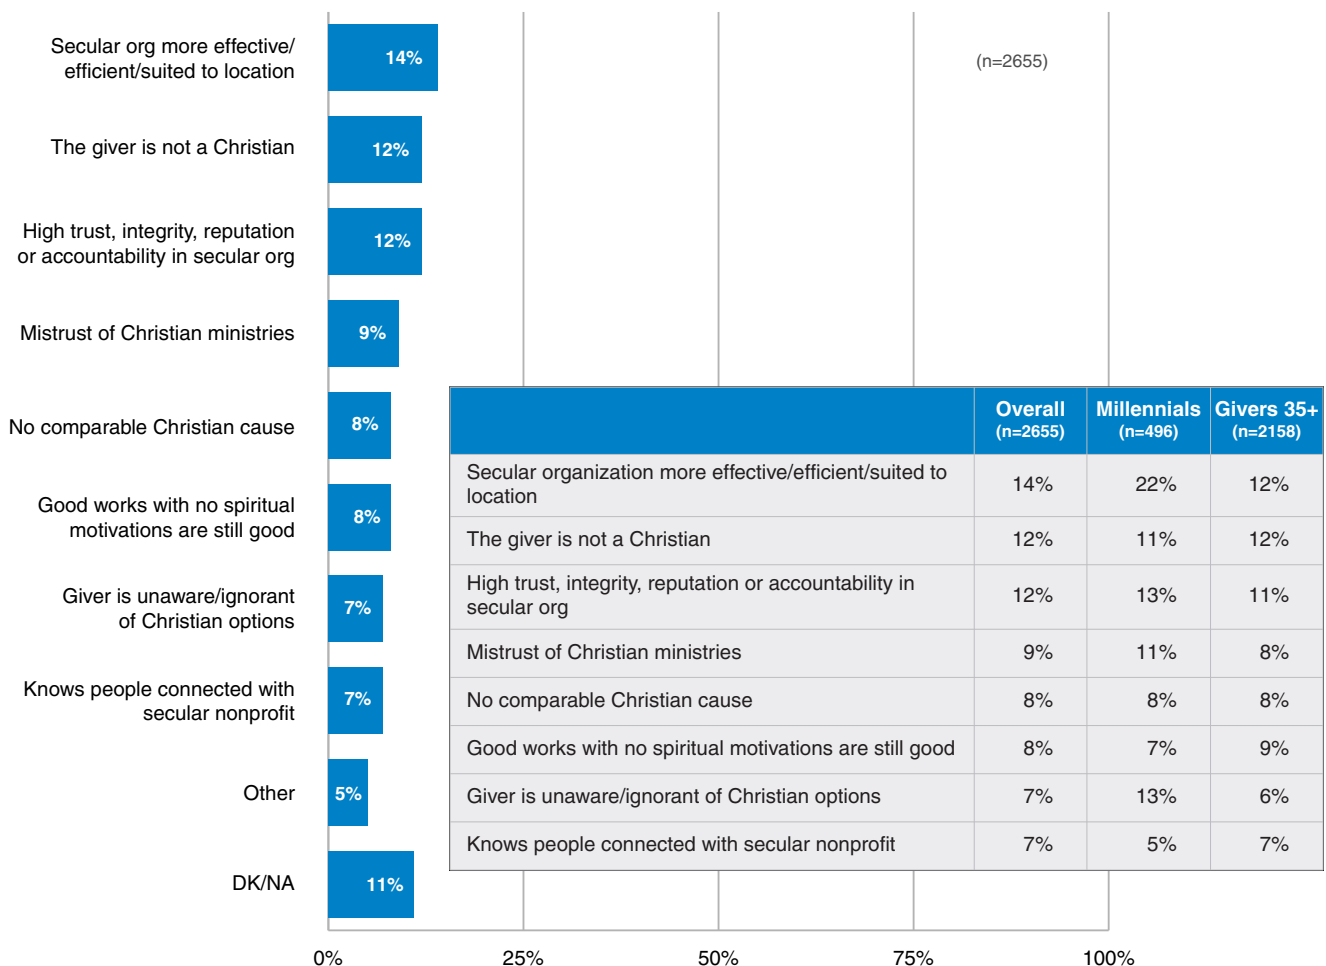 Secular org more effective/
efficient/suited to location
14%
(n=2655)
The giver is not a Christian
12%
High trust, integrity, reputation
or accountability in secular org
12%
Mistrust of Christian ministries
9%
No comparable Christian cause
8%
Good works with no spiritual
motivations are still good
8%
Giver is unaware/ignorant
of Christian options
7%
Knows people connected with
secular nonprofit
7%
Other
5%
DK/NA
11%
0% 25% 50% 75% 100%
Overall Millennials Givers 35+
(n=2655) (n=496) (n=2158)
Secular organization more effective/efficient/suited to
location
14% 22% 12%
The giver is not a Christian 12% 11% 12%
High trust, integrity, reputation or accountability in
secular org
12% 13% 11%
Mistrust of Christian ministries 9% 11% 8%
No comparable Christian cause 8% 8% 8%
Good works with no spiritual motivations are still good 8% 7% 9%
Giver is unaware/ignorant of Christian options 7% 13% 6%
Knows people connected with secular nonprofit 7% 5% 7%